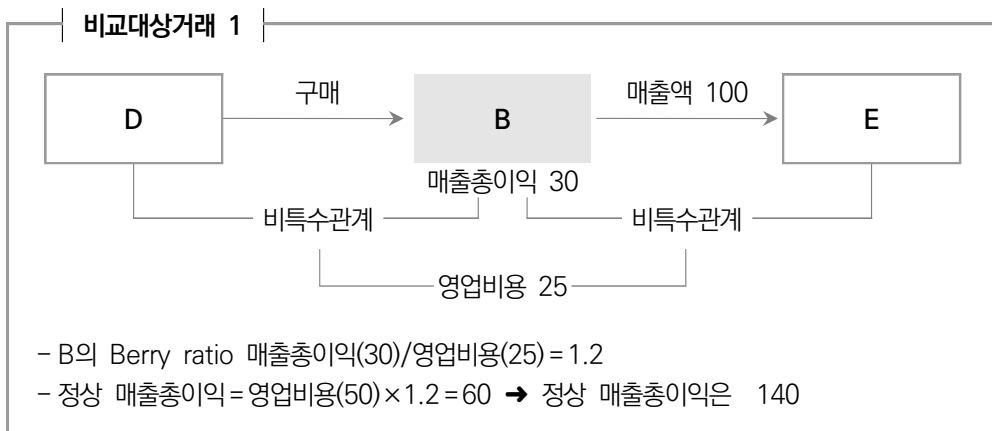 비교대상거래 1
구매
매출액 100
D
B
E
매출총이익 30
비특수관계
비특수관계
영업비용 25
- B의 Berry ratio 매출총이익(30)/영업비용(25)=1.2
- 정상 매출총이익=영업비용(50)×1.2=60 ➜ 정상 매출총이익은 140